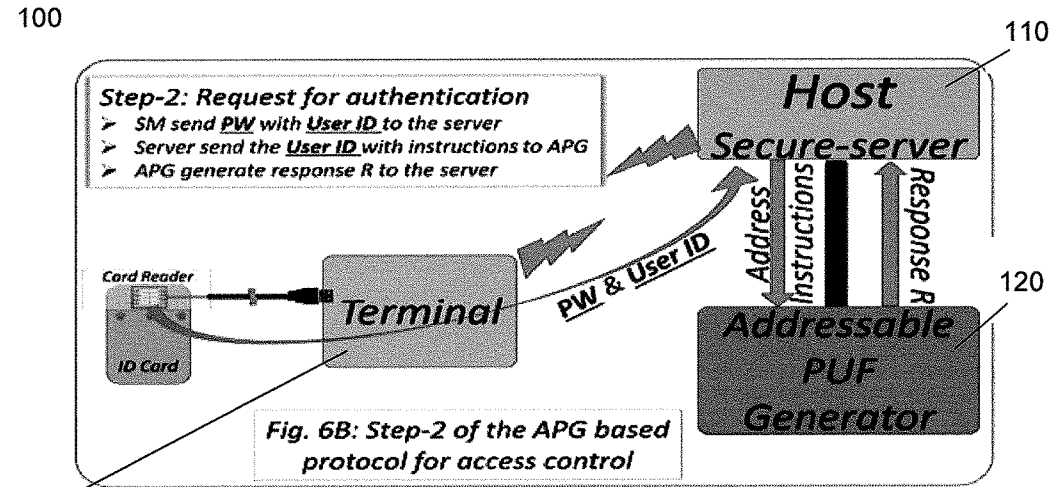 100
110
Step-2: Request for authentication
➢ SM send PW with User ID to the server
➢ Server send the User ID with instructions to APG
➢ APG generate response R to the server
Host
Secure-server
Address
Instructions
Response R
PW & User ID
Card Reader
ID Card
Terminal
120
Addressable
PUF
Generator
Fig. 6B: Step-2 of the APG based
protocol for access control